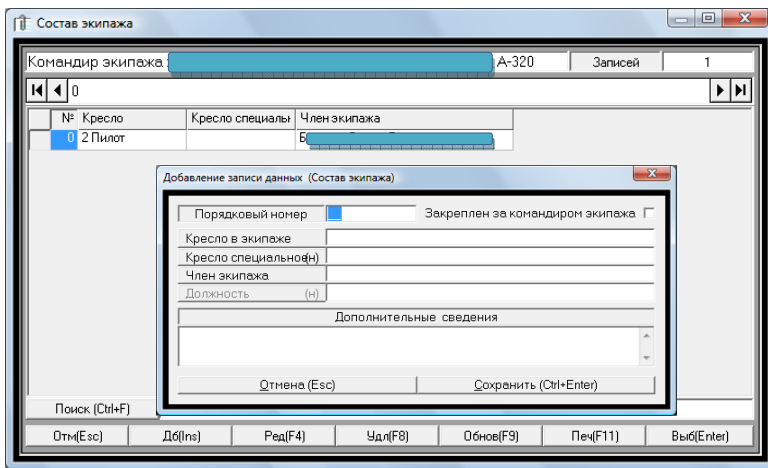 Состав экипажа
Командир экипажа : А-320 Записей 1
0
№ Кресло Кресло специальн Член экипажа
0 2 Пилот Б
Добавление записи данных (Состав экипажа)
Порядковый номер Закреплен за командиром экипажа
Кресло в экипаже
Кресло специальное(н)
Член экипажа
Должность (н)
Дополнительные сведения
Отмена (Esc) Сохранить (Ctrl+Enter)
Поиск (Ctrl+F)
Отм(Esc) Дб(Ins) Ред(F4) Удл(F8) Обнов(F9) Печ(F11) Выб(Enter)